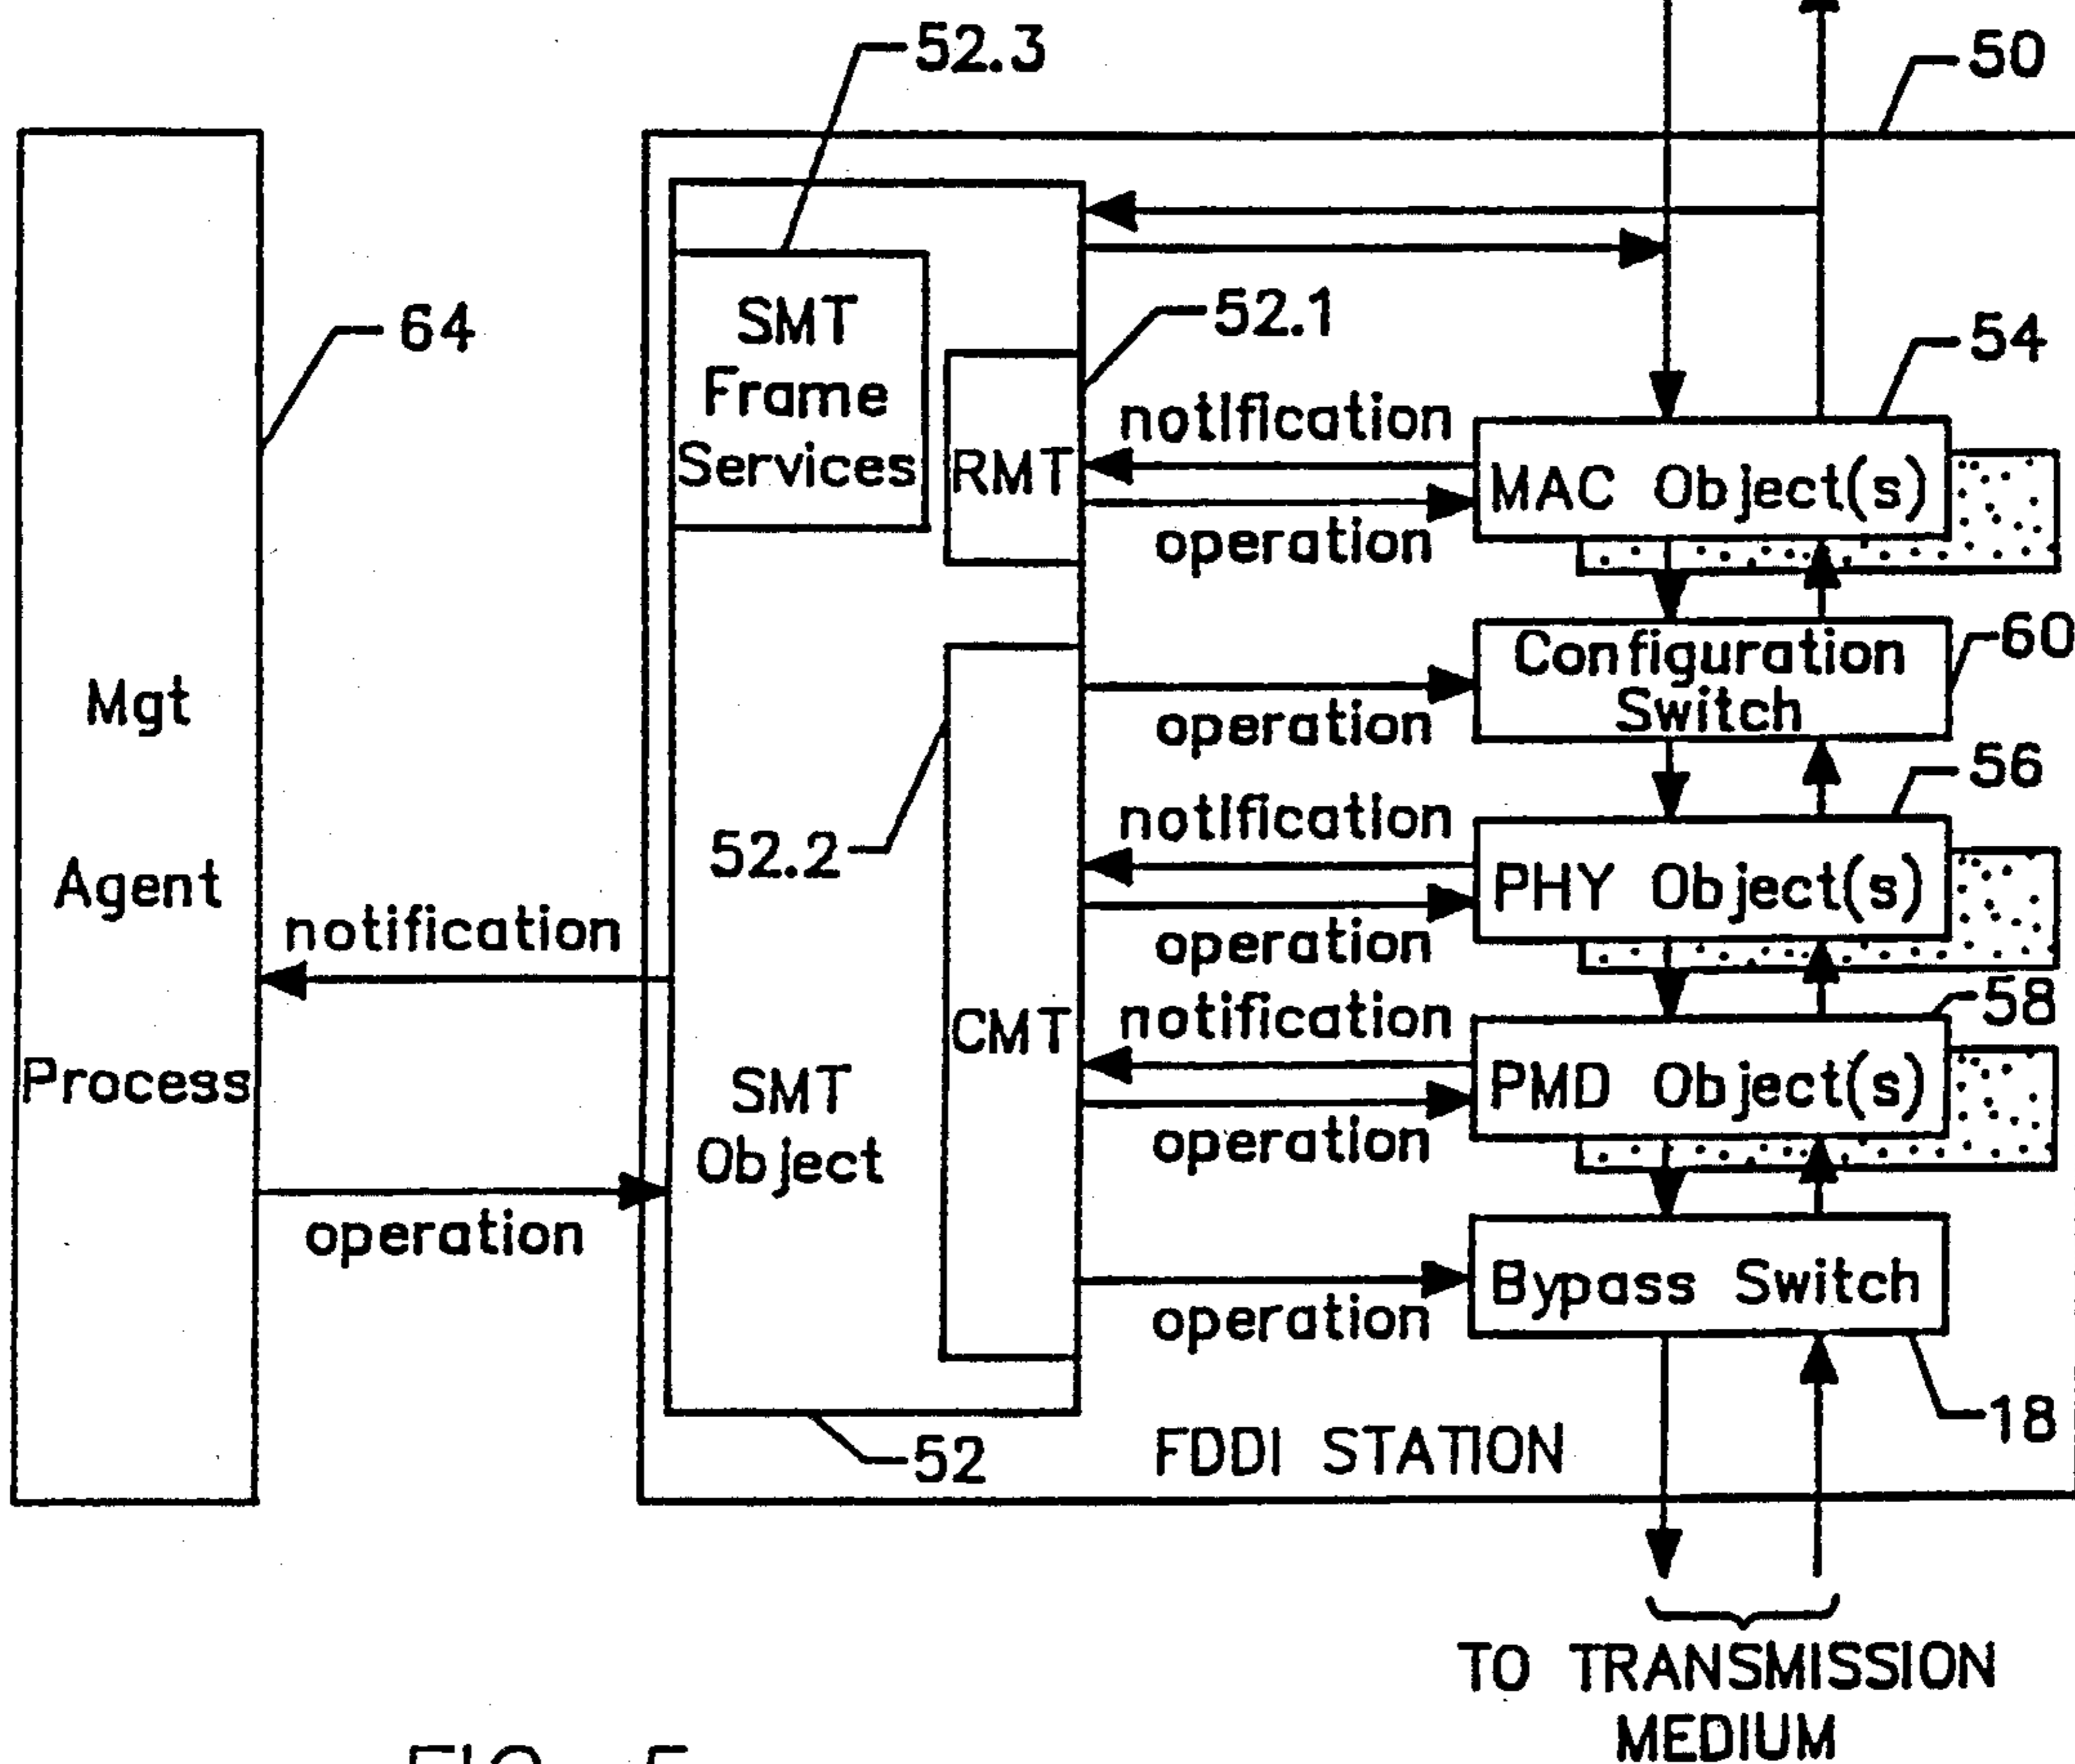 52.3
50
64
SMT
Frame
Services
52.1
54
notification
RMT
MAC Object(s)
operation
Configuration
Switch
60
operation
Mgt
Agent
Process
52.2
56
notification
PHY Object(s)
operation
notification
58
notification
CMT
PMD Object(s)
operation
SMT
Object
operation
Bypass Switch
operation
18
52
FDDI STATION
TO TRANSMISSION
MEDIUM